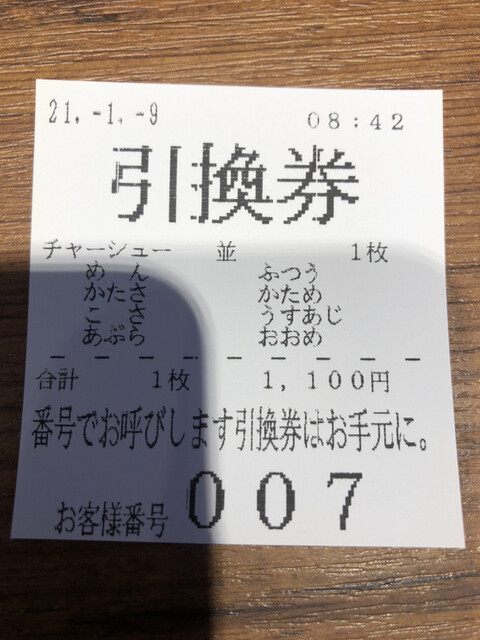 21.-1.-9 08:42
引換券
チャーシュー 並 1枚
めん ふつう
かたさ かため
こさ うすあじ
あぶら おおめ
合計 1枚 1,100円
番号でお呼びします引換券はお手元に。
お客様番号 007